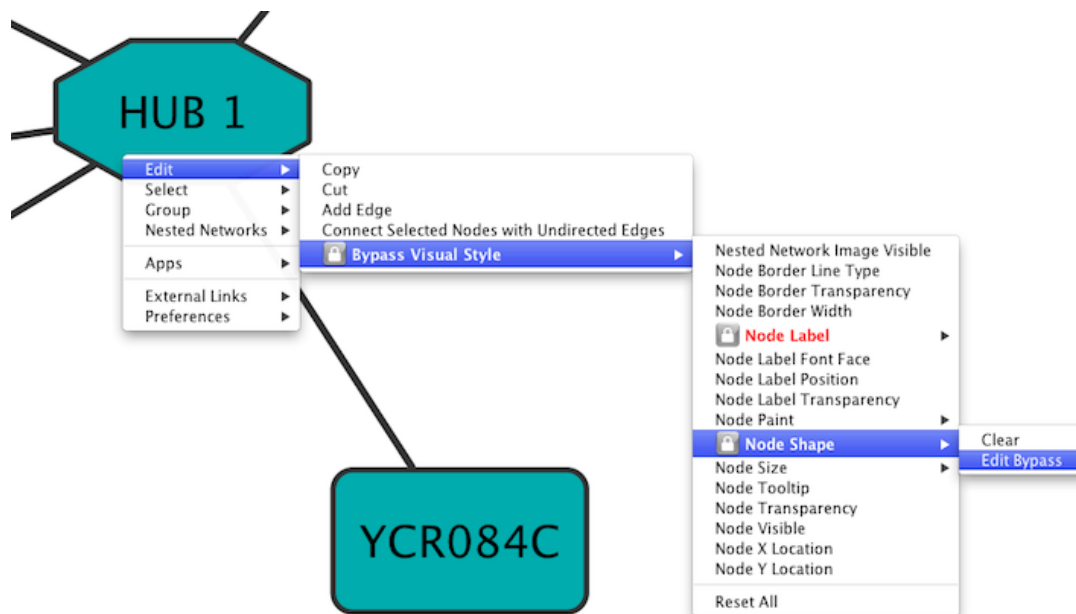 HUB 1
Edit
Select
Group
Nested Networks
Apps
External Links
Preferences
Copy
Cut
Add Edge
Connect Selected Nodes with Undirected Edges
Bypass Visual Style
Nested Network Image Visible
Node Border Line Type
Node Border Transparency
Node Border Width
Node Label
Node Label Font Face
Node Label Position
Node Label Transparency
Node Paint
Node Shape
Node Size
Node Tooltip
Node Transparency
Node Visible
Node X Location
Node Y Location
Reset All
Clear
Edit Bypass
YCR084C